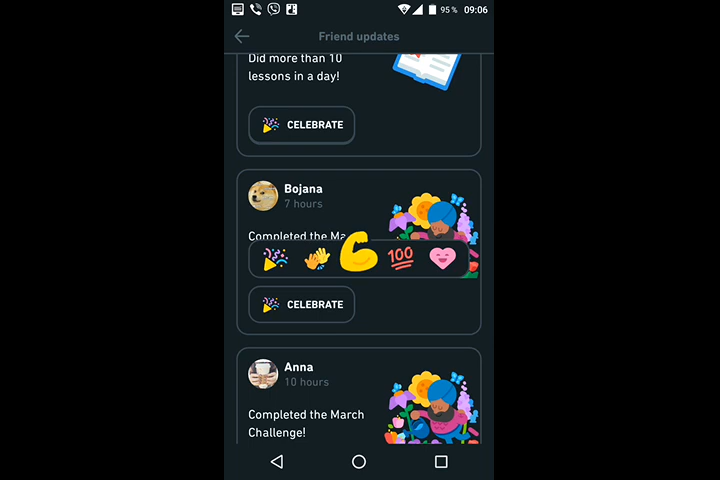 95 % 09:06
Friend updates
Did more than 10
lessons in a day!
CELEBRATE
Bojana
7 hours
Completed the Ma
100
CELEBRATE
Anna
10 hours
Completed the March
Challenge!